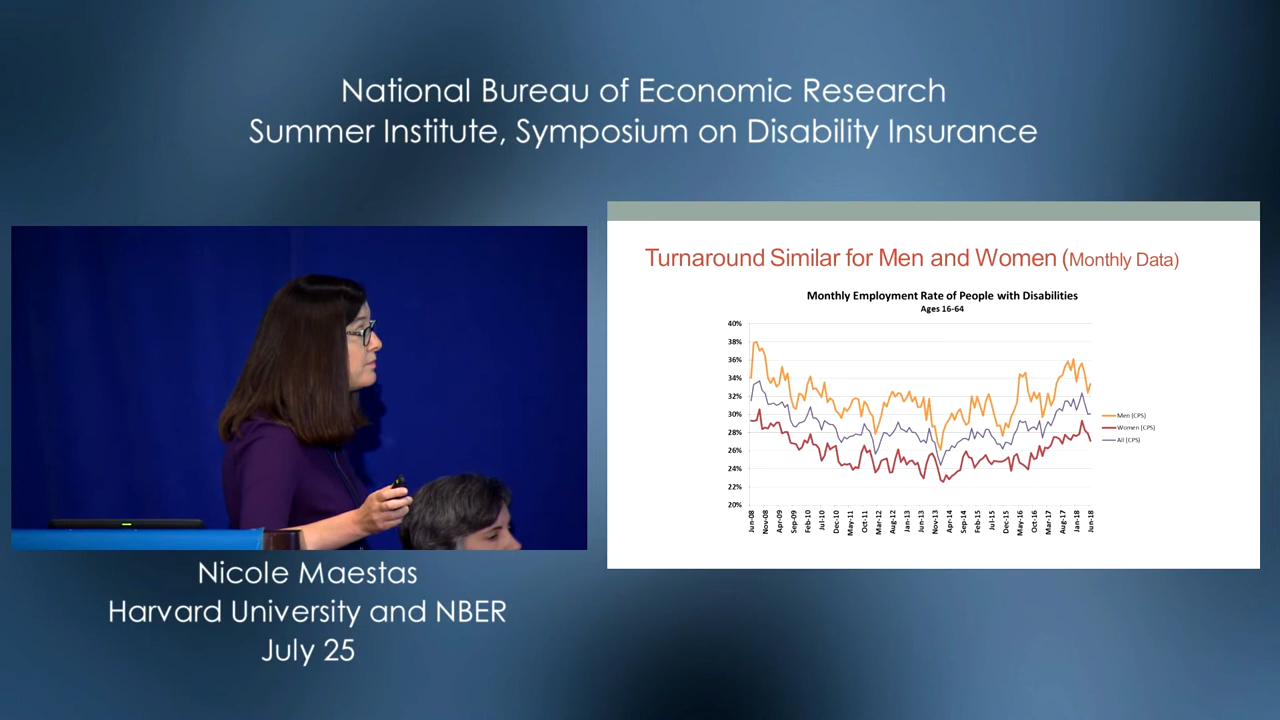 National Bureau of Economic Research
Summer Institute, Symposium on Disability Insurance
Turnaround Similar for Men and Women (Monthly Data)
Monthly Employment Rate of People with Disabilities
Ages 16-64
40%
38%
36%
34%
32%
30%
28%
26%
24%
22%
20%
Men (CPS)
Women (CPS)
All (CPS)
Jun-08
Nov-08
Apr-09
Sep-09
Feb-10
Jul-10
Dec-10
May-11
Oct-11
Mar-12
Aug-12
Jan-13
Jun-13
Nov-13
Apr-14
Sep-14
Feb-15
Jul-15
Dec-15
May-16
Oct-16
Mar-17
Aug-17
Jan-18
Jun-18
Nicole Maestas
Harvard University and NBER
July 25